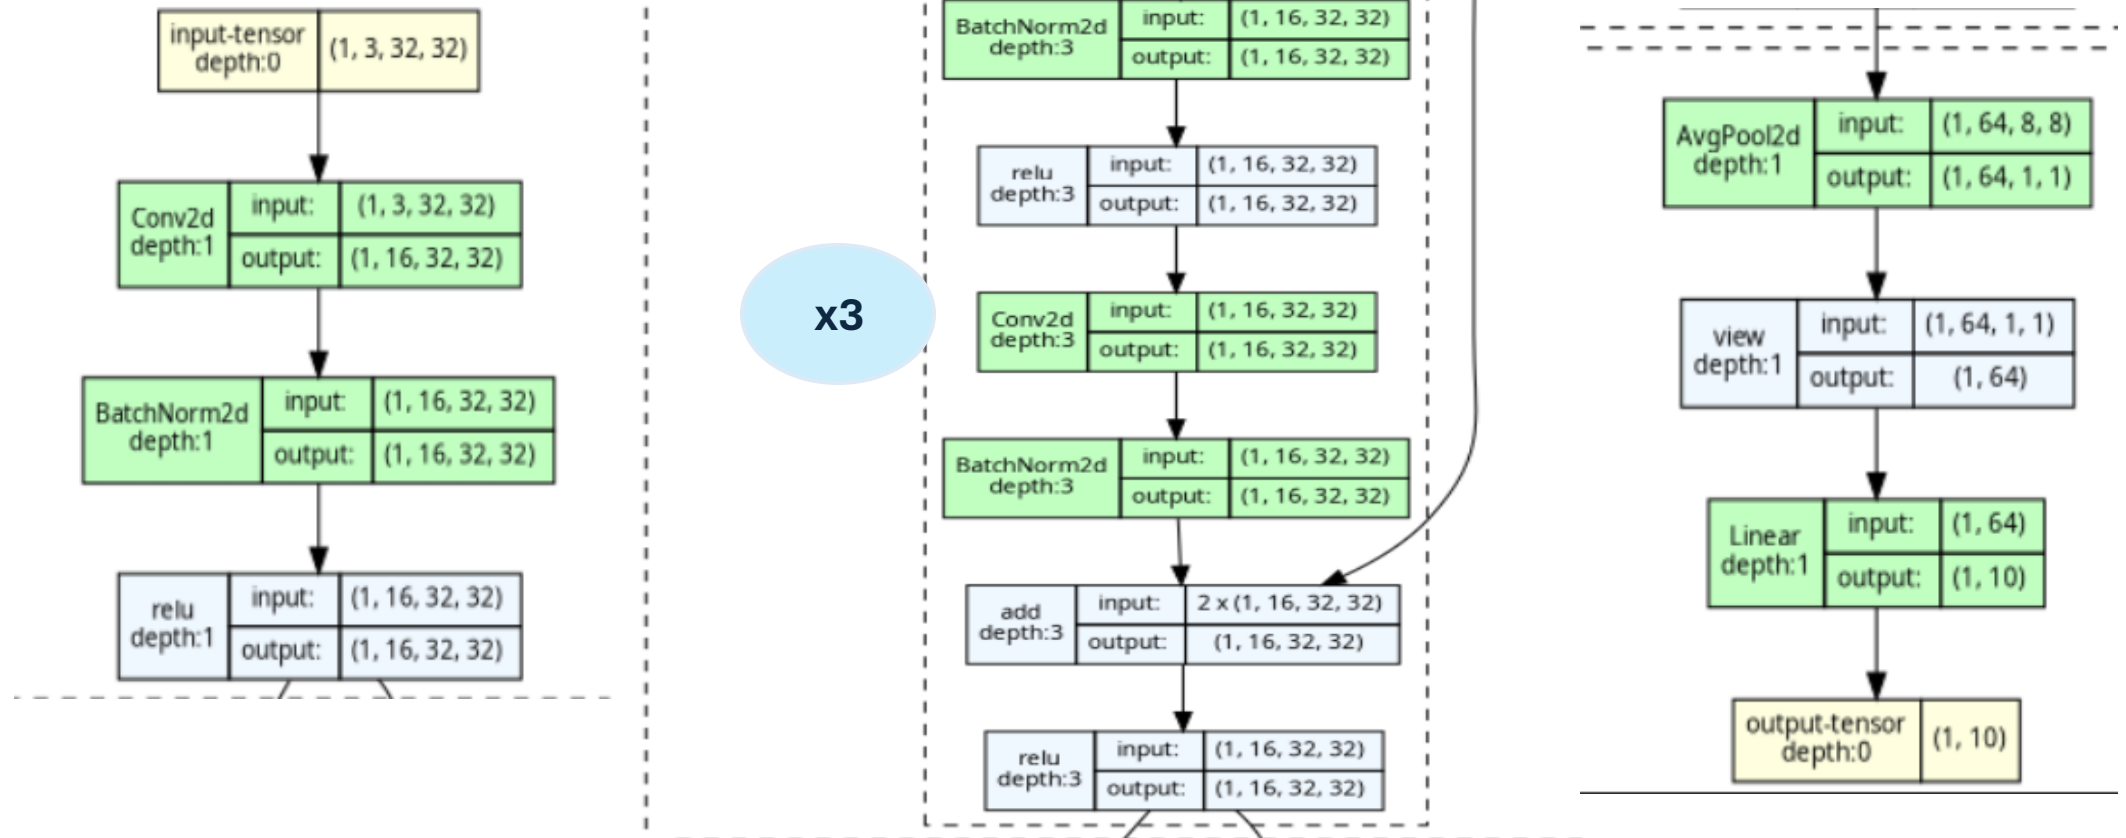 input-tensor
depth:0
(1, 3, 32, 32)
Conv2d
depth:1
input:
(1, 3, 32, 32)
output:
(1, 16, 32, 32)
BatchNorm2d
depth:1
input:
(1, 16, 32, 32)
output:
(1, 16, 32, 32)
relu
depth:1
input:
(1, 16, 32, 32)
output:
(1, 16, 32, 32)
x3
BatchNorm2d
depth:3
input:
(1, 16, 32, 32)
output:
(1, 16, 32, 32)
relu
depth:3
input:
(1, 16, 32, 32)
output:
(1, 16, 32, 32)
Conv2d
depth:3
input:
(1, 16, 32, 32)
output:
(1, 16, 32, 32)
BatchNorm2d
depth:3
input:
(1, 16, 32, 32)
output:
(1, 16, 32, 32)
add
depth:3
input:
2 x (1, 16, 32, 32)
output:
(1, 16, 32, 32)
relu
depth:3
input:
(1, 16, 32, 32)
output:
(1, 16, 32, 32)
AvgPool2d
depth:1
input:
(1, 64, 8, 8)
output:
(1, 64, 1, 1)
view
depth:1
input:
(1, 64, 1, 1)
output:
(1, 64)
Linear
depth:1
input:
(1, 64)
output:
(1, 10)
output-tensor
depth:0
(1, 10)